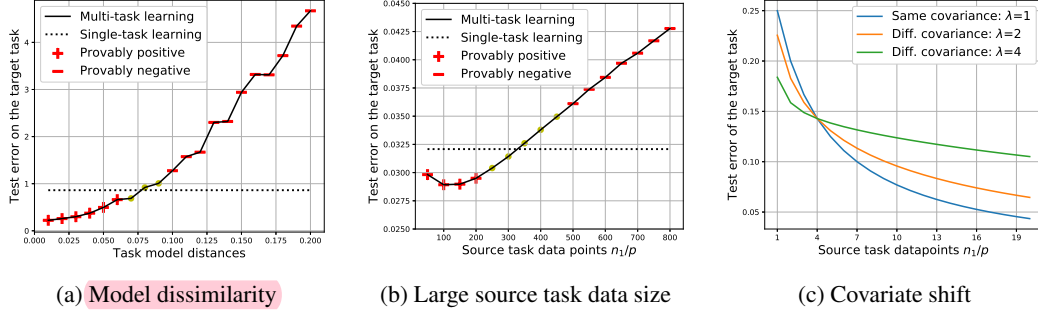 Test error on the target task
4
3
2
1
0
Multi-task learning
Single-task learning
Provably positive
Provably negative
0.000 0.025 0.050 0.075 0.100 0.125 0.150 0.175 0.200
Task model distances
(a) Model dissimilarity
Test error on the target task
0.0450
0.0425
0.0400
0.0375
0.0350
0.0325
0.0300
0.0275
0.0250
Multi-task learning
Single-task learning
Provably positive
Provably negative
100 200 300 400 500 600 700 800
Source task data points n₁/p
(b) Large source task data size
Test error of the target task
0.25
0.20
0.15
0.10
0.05
Same covariance: λ=1
Diff. covariance: λ=2
Diff. covariance: λ=4
1 4 7 10 13 16 19
Source task datapoints n₁/p
(c) Covariate shift